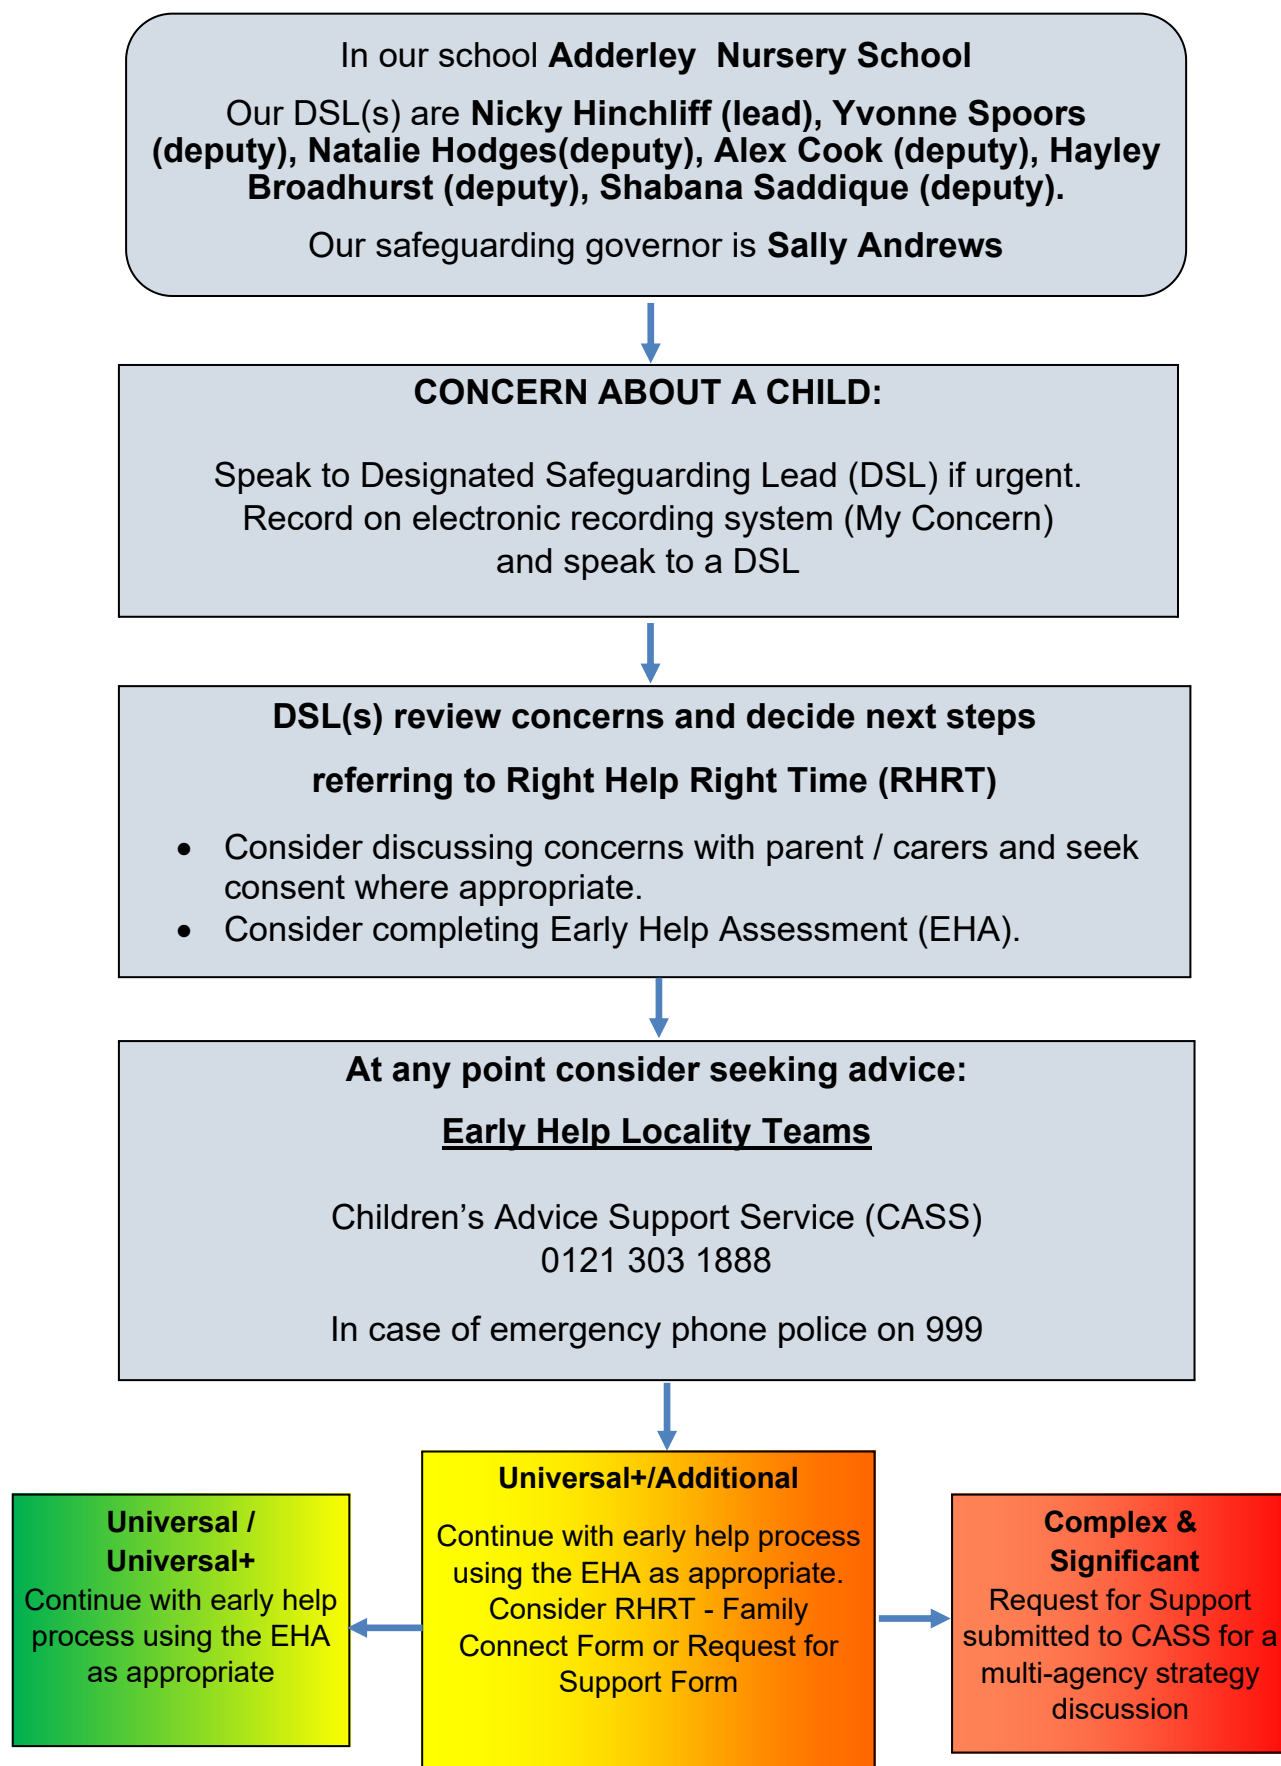 In our school Adderley  Nursery School
Our DSL(s) are Nicky Hinchliff (lead), Yvonne Spoors
(deputy), Natalie Hodges(deputy), Alex Cook (deputy), Hayley
Broadhurst (deputy), Shabana Saddique (deputy).
Our safeguarding governor is Sally Andrews
CONCERN ABOUT A CHILD:
Speak to Designated Safeguarding Lead (DSL) if urgent.
Record on electronic recording system (My Concern)
and speak to a DSL
DSL(s) review concerns and decide next steps
referring to Right Help Right Time (RHRT)
• Consider discussing concerns with parent / carers and seek
consent where appropriate.
• Consider completing Early Help Assessment (EHA).
At any point consider seeking advice:
Early Help Locality Teams
Children’s Advice Support Service (CASS)
0121 303 1888
In case of emergency phone police on 999
Universal /
Universal+
Continue with early help
process using the EHA
as appropriate
Universal+/Additional
Continue with early help process
using the EHA as appropriate.
Consider RHRT - Family
Connect Form or Request for
Support Form
Complex &
Significant
Request for Support
submitted to CASS for a
multi-agency strategy
discussion